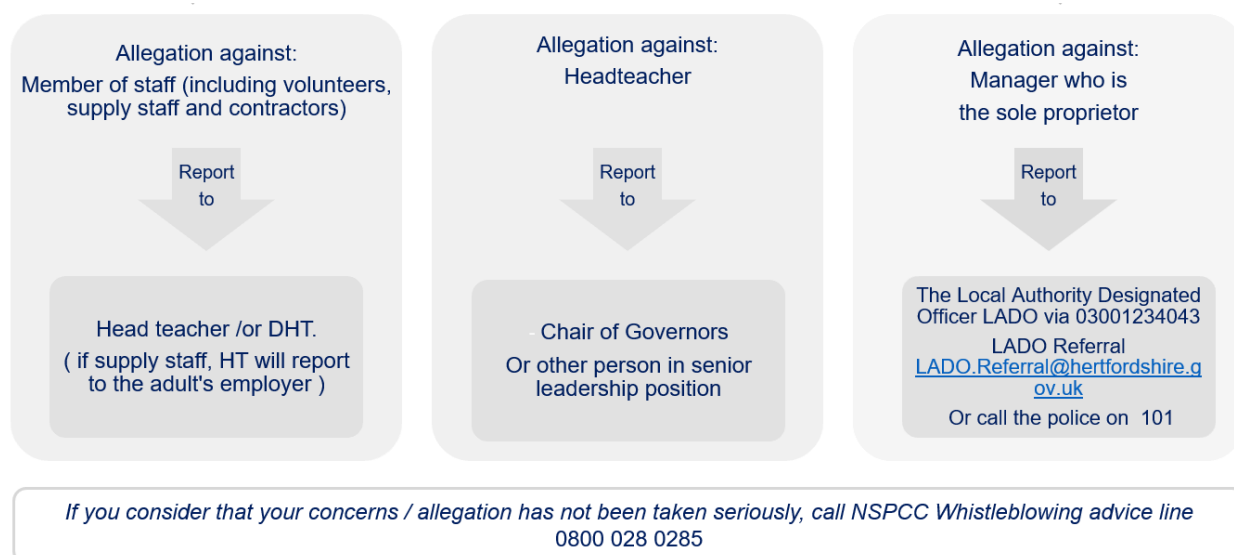 Allegation against:
Member of staff (including volunteers,
supply staff and contractors)
Report
to
Head teacher /or DHT.
( if supply staff, HT will report
to the adult's employer )
Allegation against:
Headteacher
Report
to
- Chair of Governors
Or other person in senior
leadership position
Allegation against:
Manager who is
the sole proprietor
Report
to
The Local Authority Designated
Officer LADO via 03001234043
LADO Referral
LADO.Referral@hertfordshire.g
ov.uk
Or call the police on  101
If you consider that your concerns / allegation has not been taken seriously, call NSPCC Whistleblowing advice line
0800 028 0285